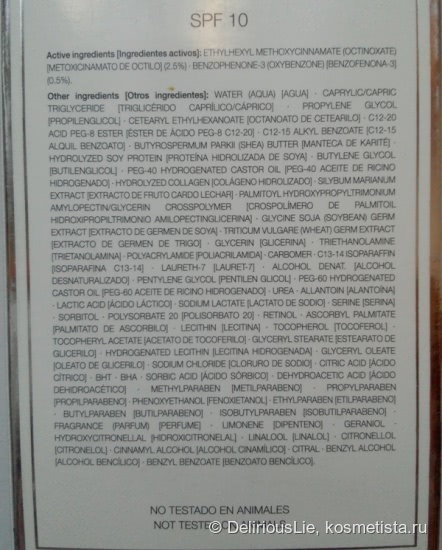 SPF 10
Active ingredients [Ingredientes activos]: ETHYLHEXYL METHOXYCINNAMATE (OCTINOXATE)
[METOXICINAMATO DE OCTILO] (2.5%) · BENZOPHENONE-3 (OXYBENZONE) [BENZOFENONA-3]
(0.5%).
Other ingredients [Otros ingredientes]: WATER (AQUA) [AGUA] · CAPRYLIC/CAPRIC
TRIGLYCERIDE [TRIGLICÉRIDO CAPRÍLICO/CÁPRICO] · PROPYLENE GLYCOL
[PROPILENGLICOL] · CETEARYL ETHYLHEXANOATE [OCTANOATO DE CETEARILO] · C12-20
ACID PEG-8 ESTER [ÉSTER DE ÁCIDO PEG-8 C12-20] · C12-15 ALKYL BENZOATE [C12-15
ALQUIL BENZOATO] · BUTYROSPERMUM PARKII (SHEA) BUTTER [MANTECA DE KARITÉ] ·
HYDROLYZED SOY PROTEIN [PROTEÍNA HIDROLIZADA DE SOYA] · BUTYLENE GLYCOL
[BUTILENGLICOL] · PEG-40 HYDROGENATED CASTOR OIL [PEG-40 ACEITE DE RICINO
HIDROGENADO] · HYDROLYZED COLLAGEN [COLÁGENO HIDROLIZADO] · SILYBUM MARIANUM
EXTRACT [EXTRACTO DE FRUTO CARDO LECHAR] · PALMITOYL HYDROXYPROPYLTRIMONIUM
AMYLOPECTIN/GLYCERIN CROSSPOLYMER [CROSPOLÍMERO DE PALMITOIL
HIDROXIPROPILTRIMONIO AMILOPECTINGLICERINA] · GLYCINE SOJA (SOYBEAN) GERM
EXTRACT [EXTRACTO DE GERMEN DE SOYA] · TRITICUM VULGARE (WHEAT) GERM EXTRACT
[EXTRACTO DE GERMEN DE TRIGO] · GLYCERIN [GLICERINA] · TRIETHANOLAMINE
[TRIETANOLAMINA] · POLYACRYLAMIDE [POLIACRILAMIDA] · CARBOMER · C13-14 ISOPARAFFIN
[ISOPARAFINA C13-14] · LAURETH-7 [LAURET-7] · ALCOHOL DENAT. [ALCOHOL
DESNATURALIZADO] · PENTYLENE GLYCOL [PENTILEN GLICOL] · PEG-60 HYDROGENATED
CASTOR OIL [PEG-60 ACEITE DE RICINO HIDROGENADO] · UREA · ALLANTOIN [ALANTOÍNA]
· LACTIC ACID [ÁCIDO LÁCTICO] · SODIUM LACTATE [LACTATO DE SODIO] · SERINE [SERINA]
· SORBITOL · POLYSORBATE 20 [POLISORBATO 20] · RETINOL · ASCORBYL PALMITATE
[PALMITATO DE ASCORBILO] · LECITHIN [LECITINA] · TOCOPHEROL [TOCOFEROL] ·
TOCOPHERYL ACETATE [ACETATO DE TOCOFERILO] · GLYCERYL STEARATE [ESTEARATO DE
GLICERILO] · HYDROGENATED LECITHIN [LECITINA HIDROGENADA] · GLYCERYL OLEATE
[OLEATO DE GLICERILO] · SODIUM CHLORIDE [CLORURO DE SODIO] · CITRIC ACID [ÁCIDO
CÍTRICO] · BHT · BHA · SORBIC ACID [ÁCIDO SÓRBICO] · DEHYDROACETIC ACID [ÁCIDO
DEHIDROACÉTICO] · METHYLPARABEN [METILPARABENO] · PROPYLPARABEN
[PROPILPARABENO] · PHENOXYETHANOL [FENOXIETANOL] · ETHYLPARABEN [ETILPARABENO]
· BUTYLPARABEN [BUTILPARABENO] · ISOBUTYLPARABEN [ISOBUTILPARABENO] ·
FRAGRANCE (PARFUM) [PERFUME] · LIMONENE [DIPENTENO] · GERANIOL ·
HYDROXYCITRONELLAL [HIDROXICITRONELAL] · LINALOOL [LINALOL] · CITRONELLOL
[CITRONELOL] · CINNAMYL ALCOHOL [ALCOHOL CINAMÍLICO] · CITRAL · BENZYL ALCOHOL
[ALCOHOL BENCÍLICO] · BENZYL BENZOATE [BENZOATO BENCÍLICO].
NO TESTADO EN ANIMALES
NOT TESTED ON ANIMALS
© DeliriousLie, kosmetista.ru